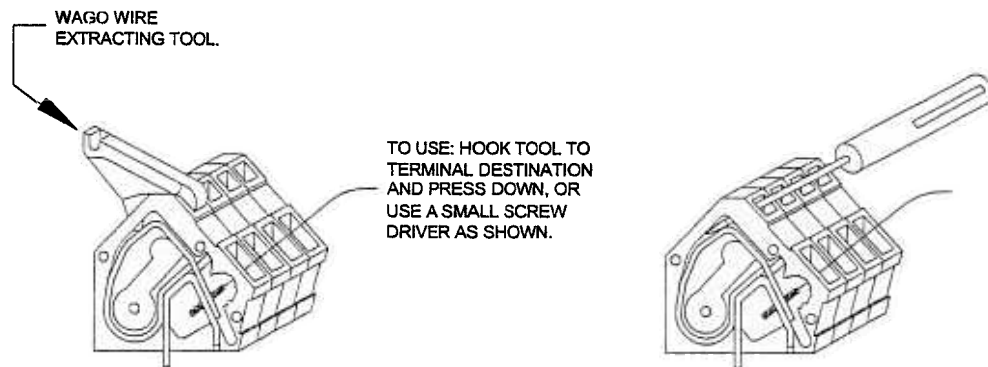 WAGO WIRE
EXTRACTING TOOL.
TO USE: HOOK TOOL TO
TERMINAL DESTINATION
AND PRESS DOWN, OR
USE A SMALL SCREW
DRIVER AS SHOWN.